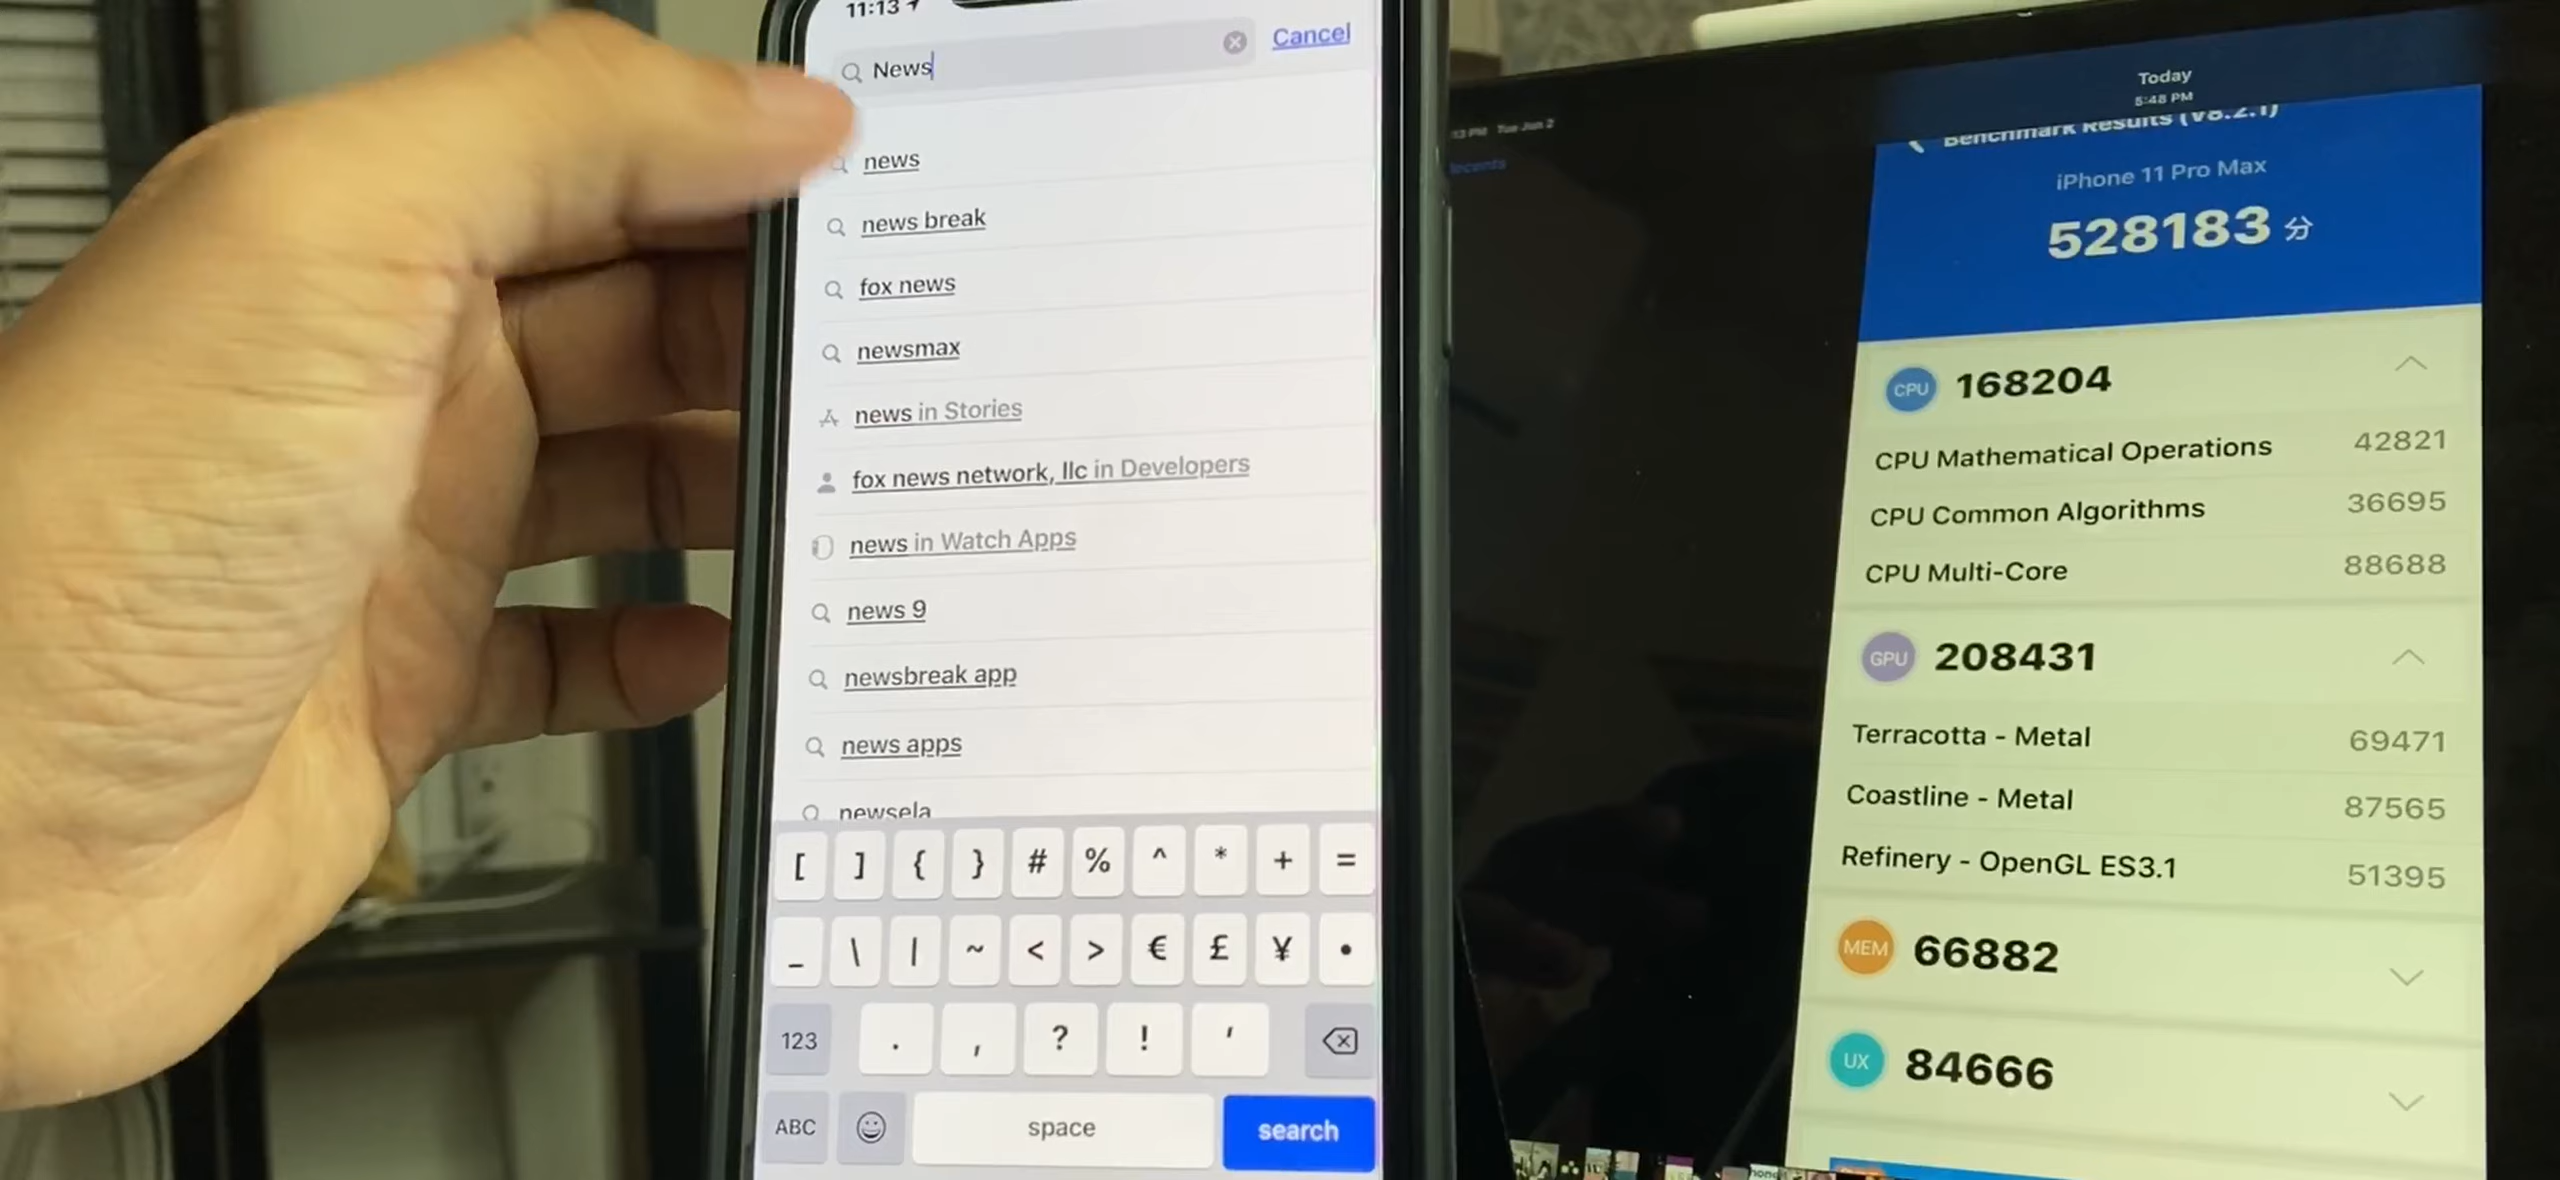 11:13
News
Cancel
news
news break
fox news
newsmax
news in Stories
fox news network, llc in Developers
news in Watch Apps
news 9
newsbreak app
news apps
newsela
[ ] { } # % ^ * + =
_ \ | ~ < > € £ ¥ •
123 . , ? ! '
ABC space search
PM Tue Jun 2
Today
5:48 PM
Benchmark Results (V8.2.1)
iPhone 11 Pro Max
528183 分
CPU 168204
CPU Mathematical Operations 42821
CPU Common Algorithms 36695
CPU Multi-Core 88688
GPU 208431
Terracotta - Metal 69471
Coastline - Metal 87565
Refinery - OpenGL ES3.1 51395
MEM 66882
UX 84666